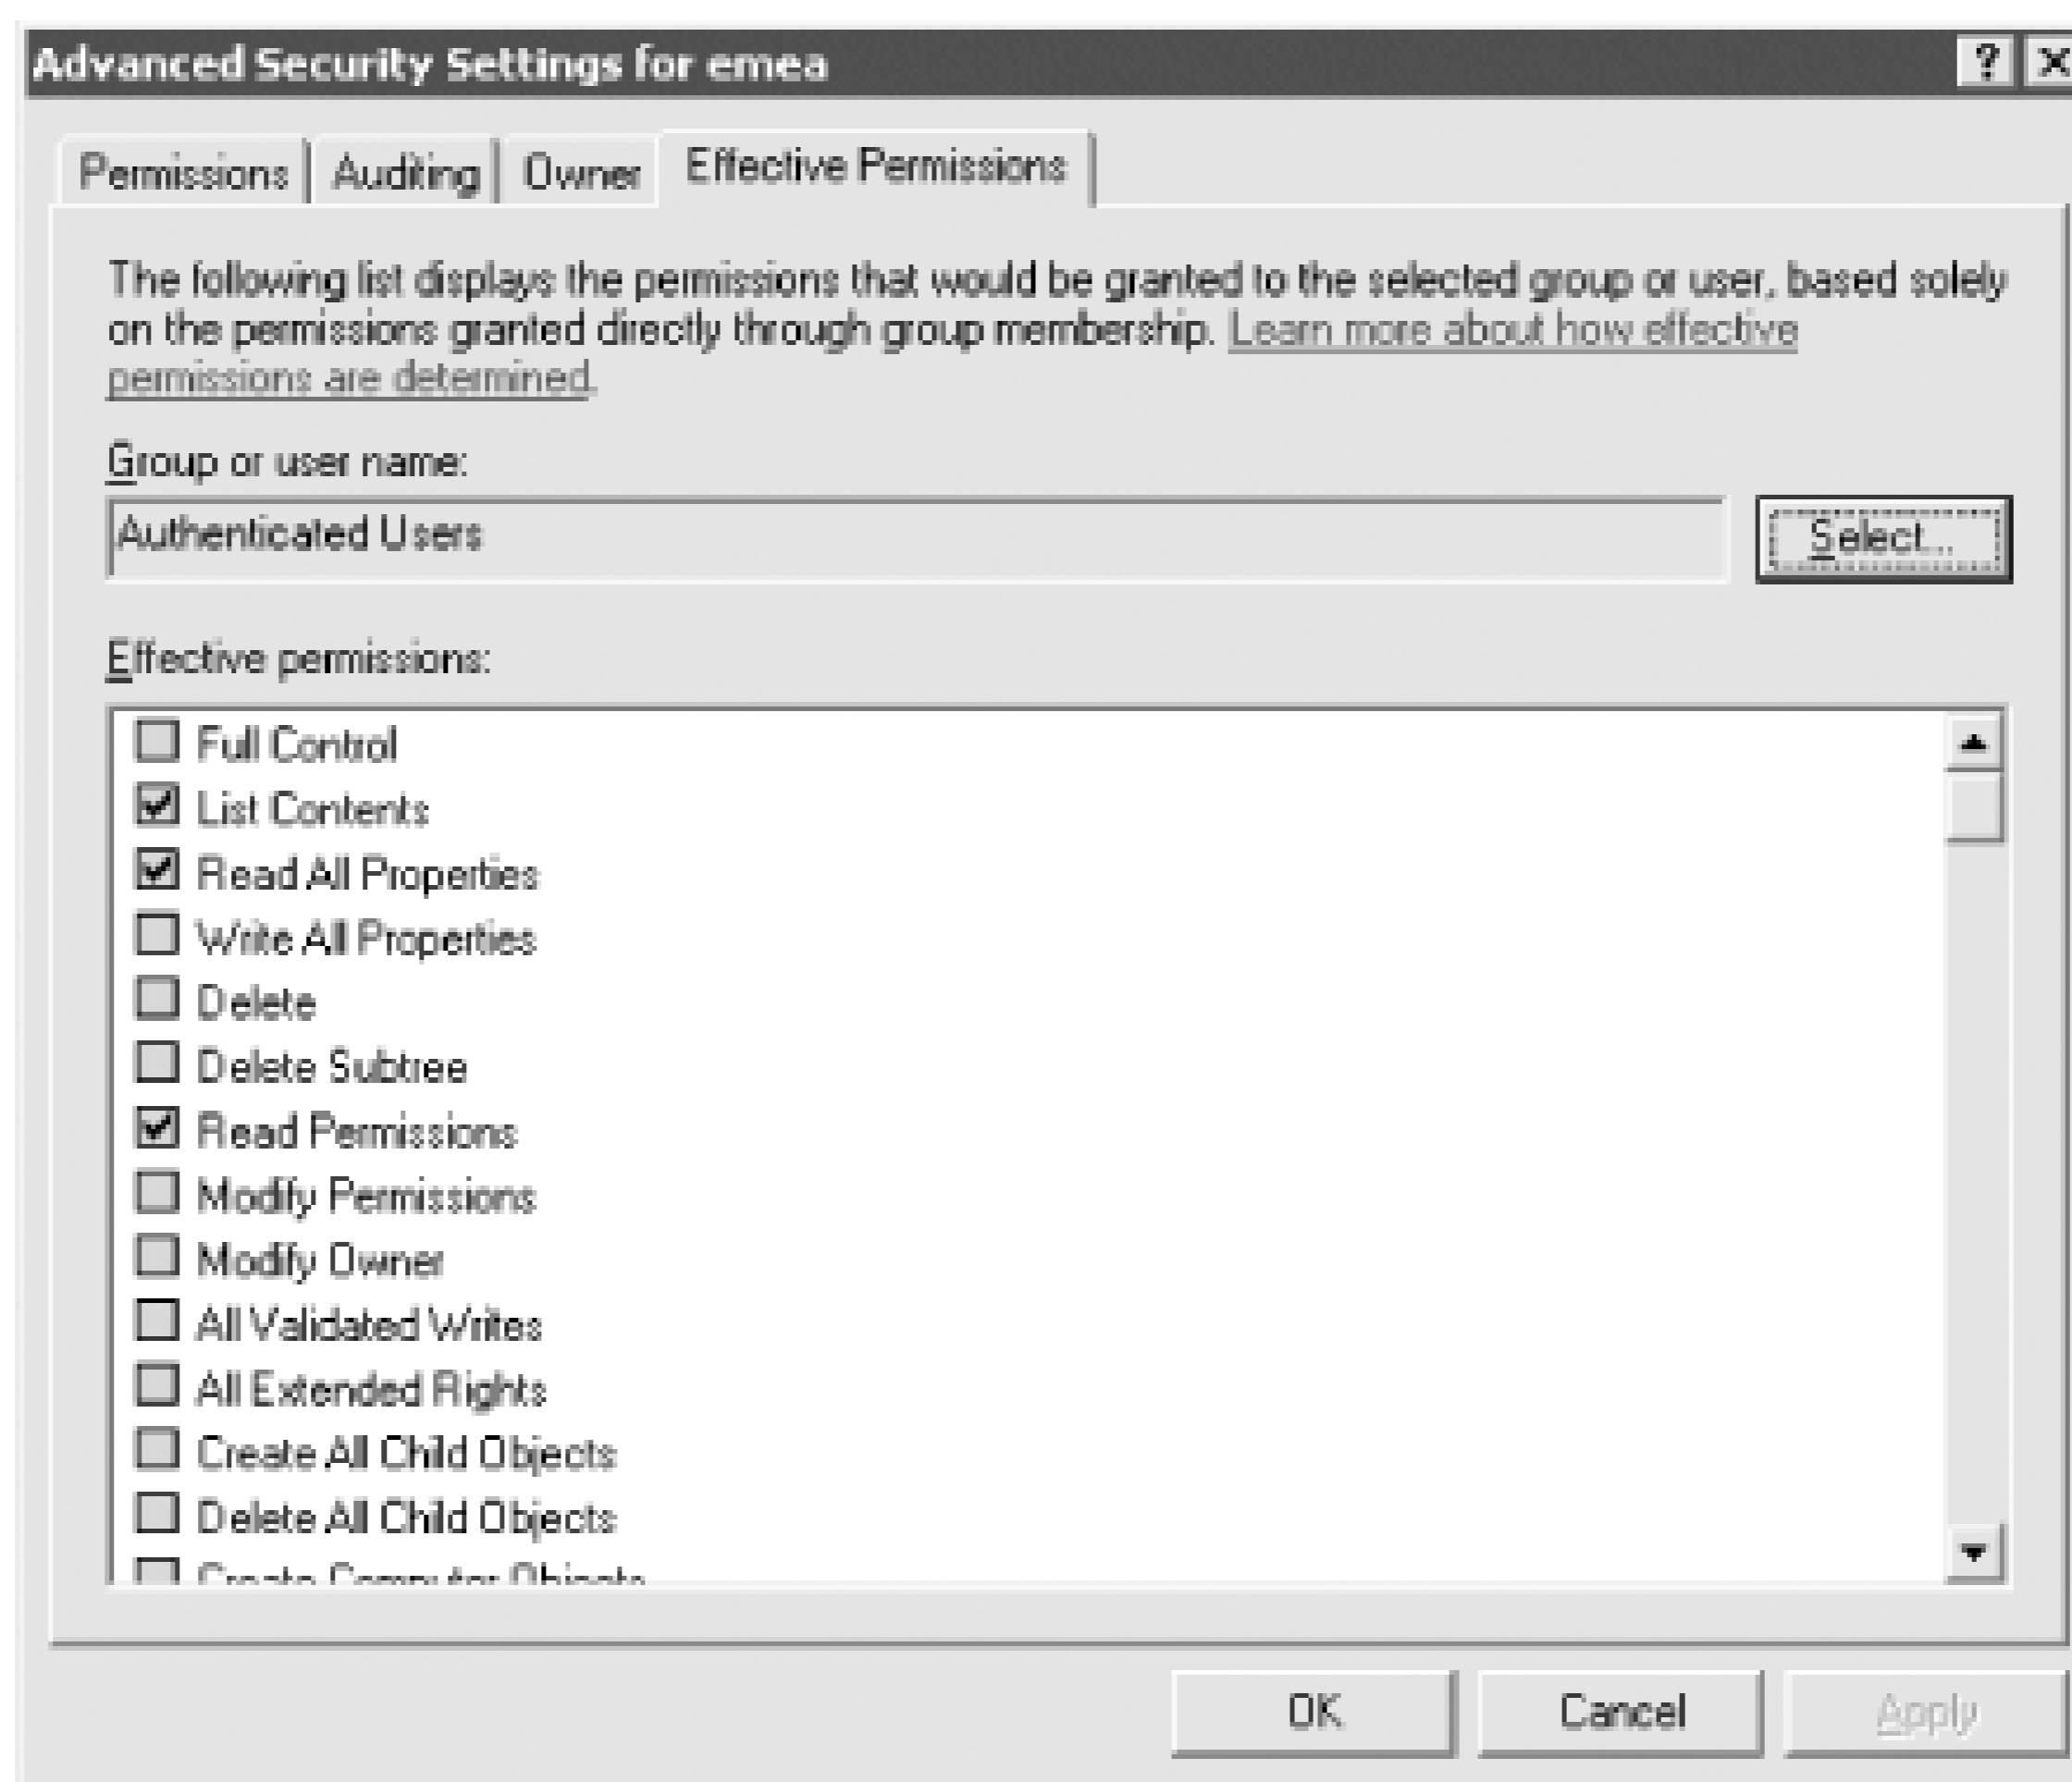 Advanced Security Settings for emea
Permissions Auditing Owner Effective Permissions
The following list displays the permissions that would be granted to the selected group or user, based solely
on the permissions granted directly through group membership. Learn more about how effective
permissions are determined.
Group or user name:
Authenticated Users
Select...
Effective permissions:
Full Control
List Contents
Read All Properties
Write All Properties
Delete
Delete Subtree
Read Permissions
Modify Permissions
Modify Owner
All Validated Writes
All Extended Rights
Create All Child Objects
Delete All Child Objects
Create Computer Objects
OK Cancel Apply